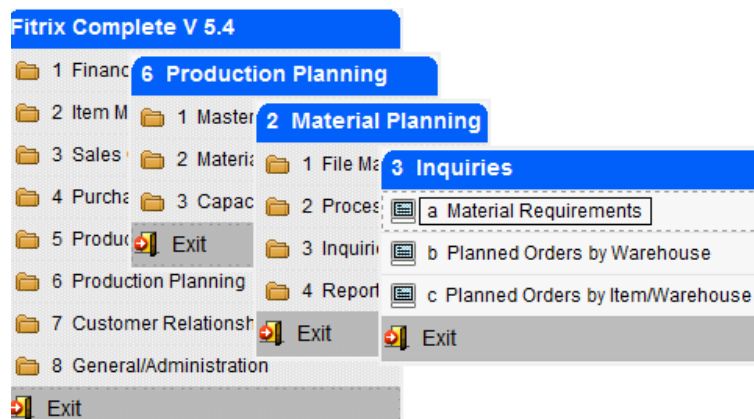 Fitrix Complete V 5.4
1 Financ
2 Item M
3 Sales
4 Purcha
5 Produc
6 Production Planning
7 Customer Relationsh
8 General/Administration
Exit
6 Production Planning
1 Master
2 Materia
3 Capac
Exit
2 Material Planning
1 File Ma
2 Proces
3 Inquiri
4 Report
Exit
3 Inquiries
a Material Requirements
b Planned Orders by Warehouse
c Planned Orders by Item/Warehouse
Exit